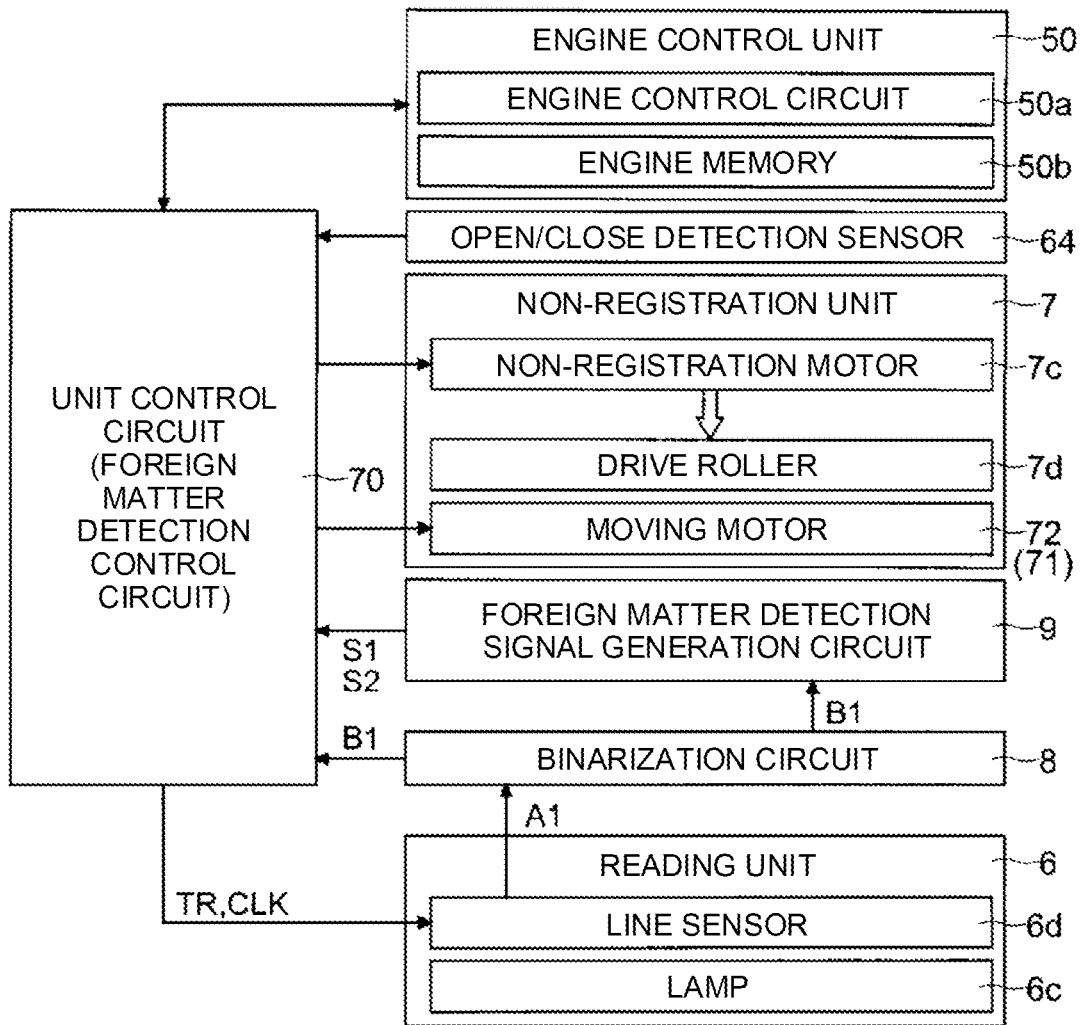 ENGINE CONTROL UNIT
50
ENGINE CONTROL CIRCUIT
50a
ENGINE MEMORY
50b
OPEN/CLOSE DETECTION SENSOR
64
NON-REGISTRATION UNIT
7
NON-REGISTRATION MOTOR
7c
DRIVE ROLLER
7d
MOVING MOTOR
72
(71)
UNIT CONTROL
CIRCUIT
(FOREIGN
MATTER
DETECTION
CONTROL
CIRCUIT)
70
FOREIGN MATTER DETECTION
SIGNAL GENERATION CIRCUIT
9
S1
S2
B1
B1
BINARIZATION CIRCUIT
8
A1
READING UNIT
6
TR,CLK
LINE SENSOR
6d
LAMP
6c